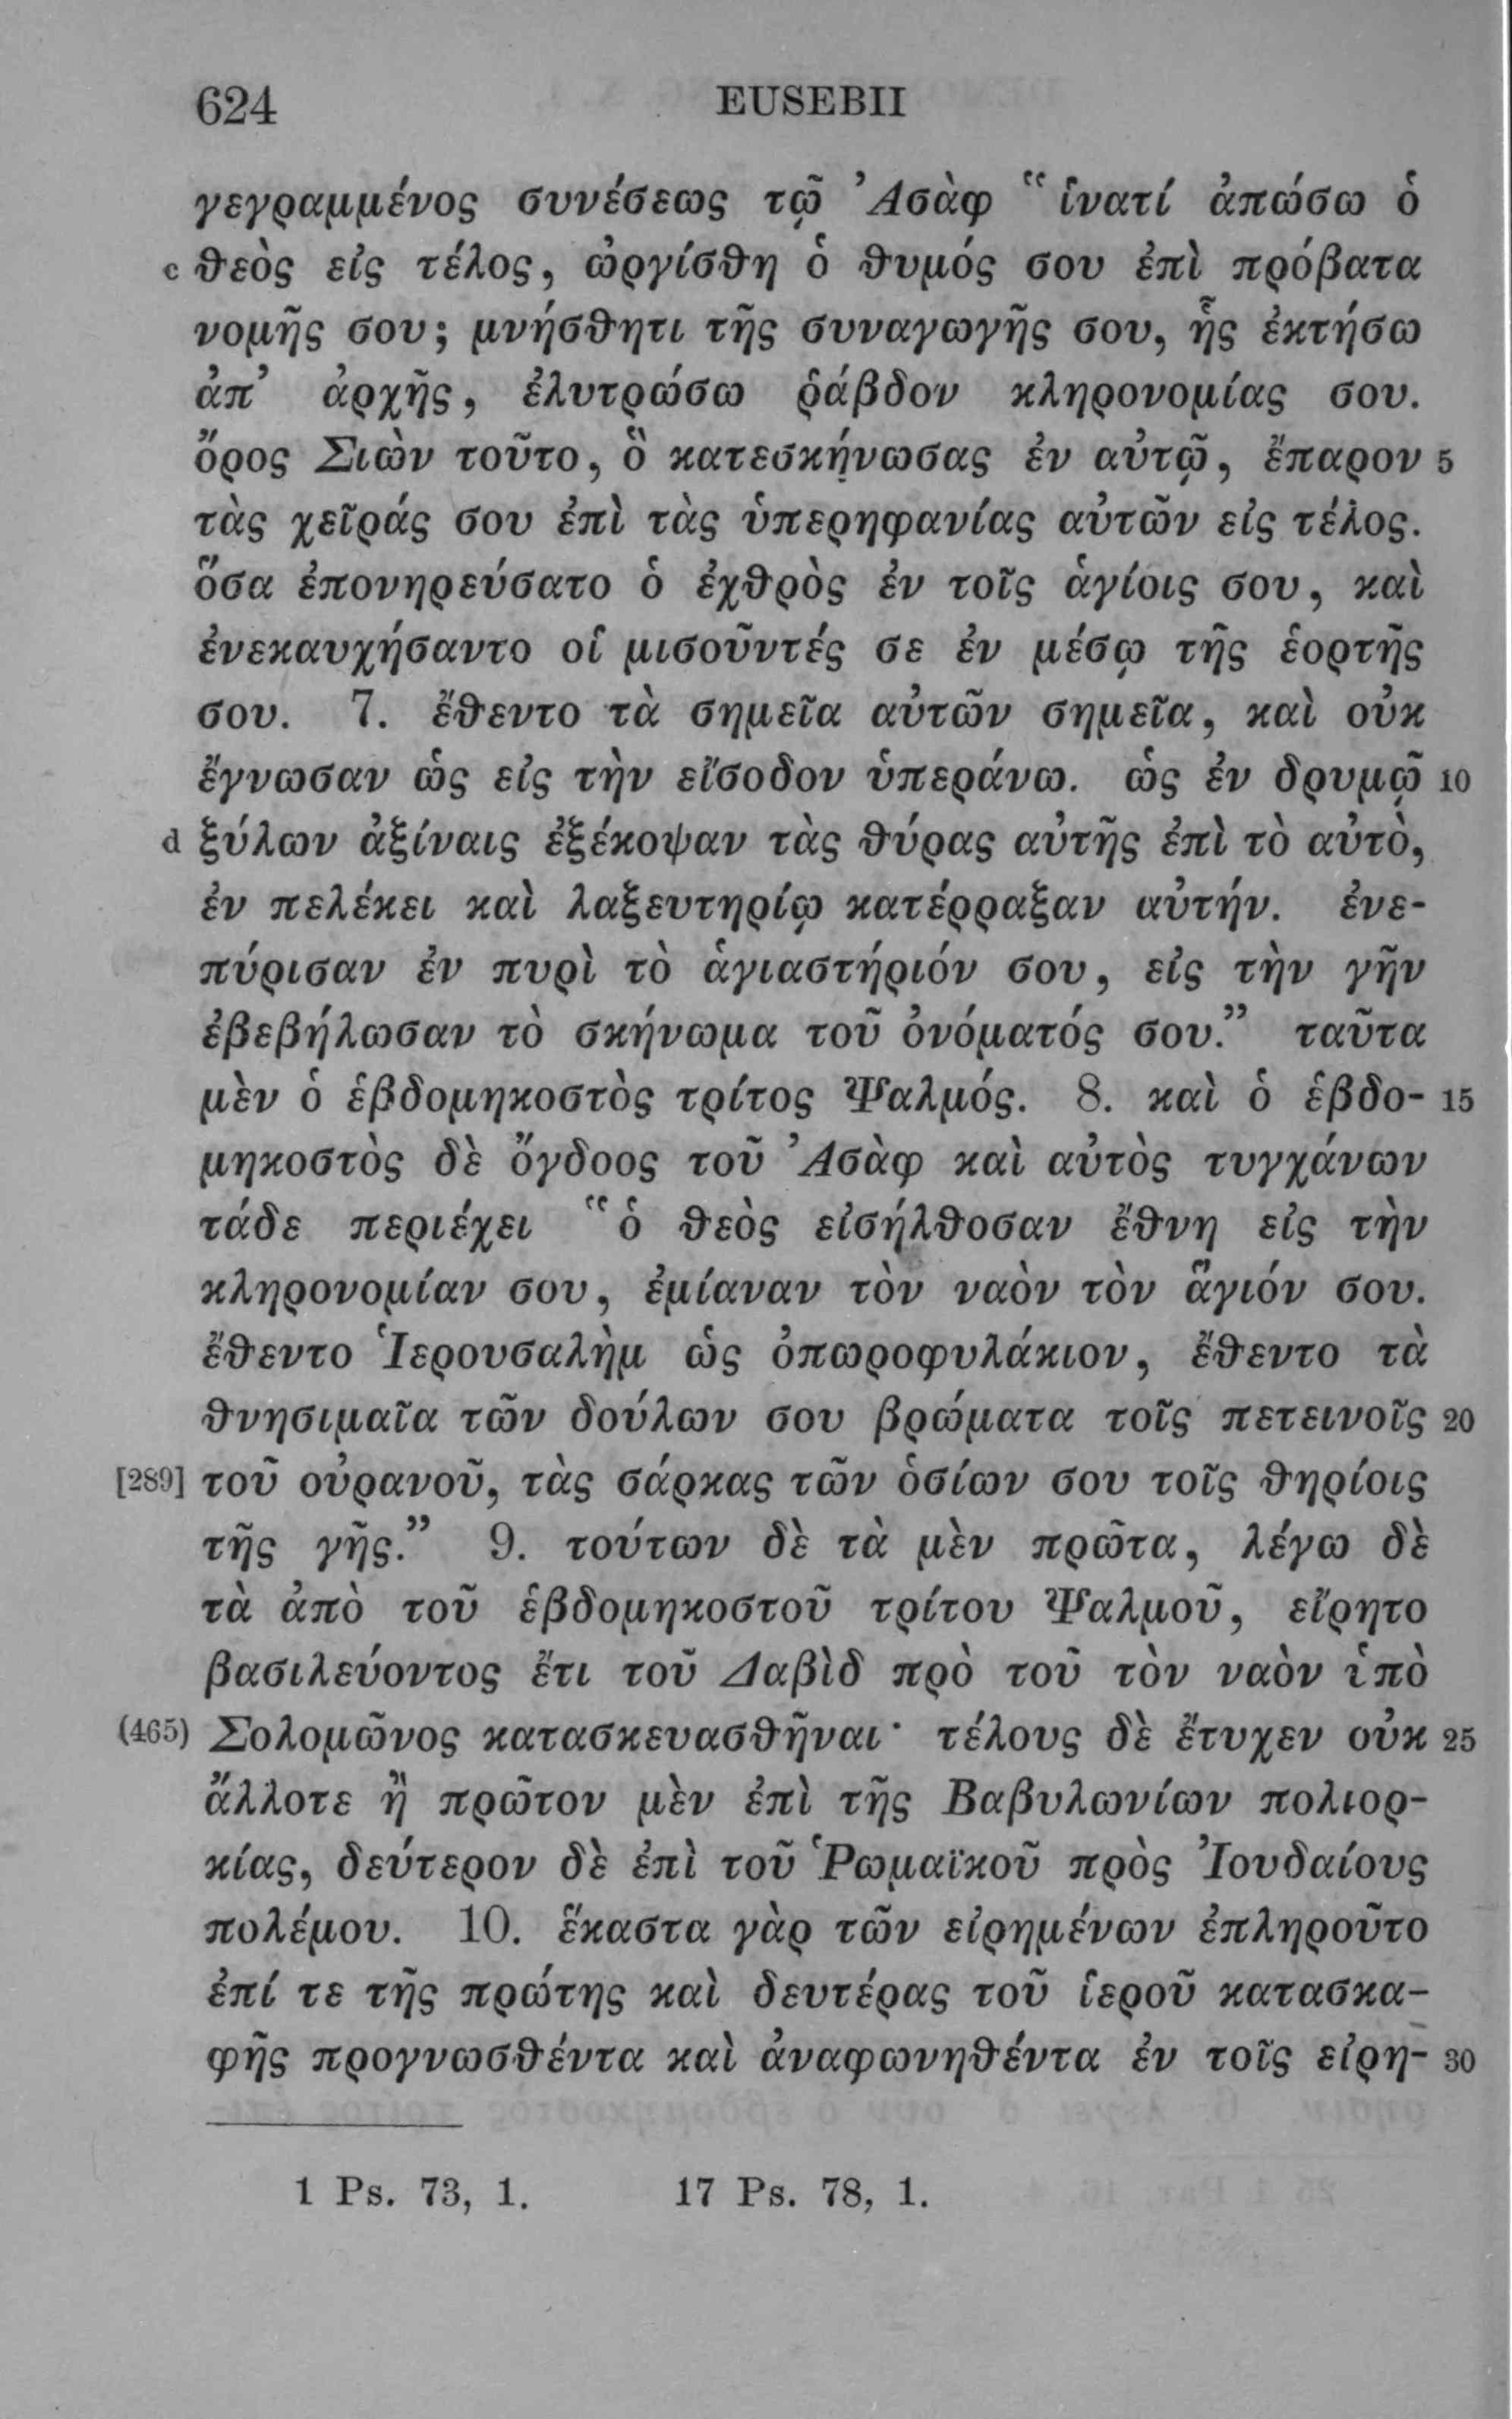 624 EUSEBII
γεγραμμένος συνέσεως τῷ Ἀσὰφ “ἱνατί ἀπώσω ὁ
c θεὸς εἰς τέλος, ὠργίσθη ὁ θυμός σου ἐπὶ πρόβατα
νομῆς σου; μνήσθητι τῆς συναγωγῆς σου, ἧς ἐκτήσω
ἀπ’ ἀρχῆς, ἐλυτρώσω ῥάβδον κληρονομίας σου.
ὄρος Σιὼν τοῦτο, ὃ κατεσκήνωσας ἐν αὐτῷ, ἔπαρον 5
τὰς χεῖράς σου ἐπὶ τὰς ὑπερηφανίας αὐτῶν εἰς τέλος.
ὅσα ἐπονηρεύσατο ὁ ἐχθρὸς ἐν τοῖς ἁγίοις σου, καὶ
ἐνεκαυχήσαντο οἱ μισοῦντές σε ἐν μέσῳ τῆς ἑορτῆς
σου. 7. ἔθεντο τὰ σημεῖα αὐτῶν σημεῖα, καὶ οὐκ
ἔγνωσαν ὡς εἰς τὴν εἴσοδον ὑπεράνω. ὡς ἐν δρυμῷ 10
d ξύλων ἀξίναις ἐξέκοψαν τὰς θύρας αὐτῆς ἐπὶ τὸ αὐτὸ,
ἐν πελέκει καὶ λαξευτηρίῳ κατέρραξαν αὐτήν. ἐνε-
πύρισαν ἐν πυρὶ τὸ ἁγιαστήριόν σου, εἰς τὴν γῆν
ἐβεβήλωσαν τὸ σκήνωμα τοῦ ὀνόματός σου.” ταῦτα
μὲν ὁ ἑβδομηκοστὸς τρίτος Ψαλμός. 8. καὶ ὁ ἑβδο- 15
μηκοστὸς δὲ ὄγδοος τοῦ Ἀσὰφ καὶ αὐτὸς τυγχάνων
τάδε περιέχει “ὁ θεὸς εἰσήλθοσαν ἔθνη εἰς τὴν
κληρονομίαν σου, ἐμίαναν τὸν ναὸν τὸν ἅγιόν σου.
ἔθεντο Ἱερουσαλὴμ ὡς ὀπωροφυλάκιον, ἔθεντο τὰ
θνησιμαῖα τῶν δούλων σου βρώματα τοῖς πετεινοῖς 20
[289] τοῦ οὐρανοῦ, τὰς σάρκας τῶν ὁσίων σου τοῖς θηρίοις
τῆς γῆς.” 9. τούτων δὲ τὰ μὲν πρῶτα, λέγω δὲ
τὰ ἀπὸ τοῦ ἑβδομηκοστοῦ τρίτου Ψαλμοῦ, εἴρητο
βασιλεύοντος ἔτι τοῦ Δαβὶδ πρὸ τοῦ τὸν ναὸν ὑπὸ
(465) Σολομῶνος κατασκευασθῆναι· τέλους δὲ ἔτυχεν οὐκ 25
ἄλλοτε ἢ πρῶτον μὲν ἐπὶ τῆς Βαβυλωνίων πολιορ-
κίας, δεύτερον δὲ ἐπὶ τοῦ Ῥωμαϊκοῦ πρὸς Ἰουδαίους
πολέμου. 10. ἕκαστα γὰρ τῶν εἰρημένων ἐπληροῦτο
ἐπί τε τῆς πρώτης καὶ δευτέρας τοῦ ἱεροῦ κατασκα-
φῆς προγνωσθέντα καὶ ἀναφωνηθέντα ἐν τοῖς εἰρη- 30
1 Ps. 73, 1. 17 Ps. 78, 1.